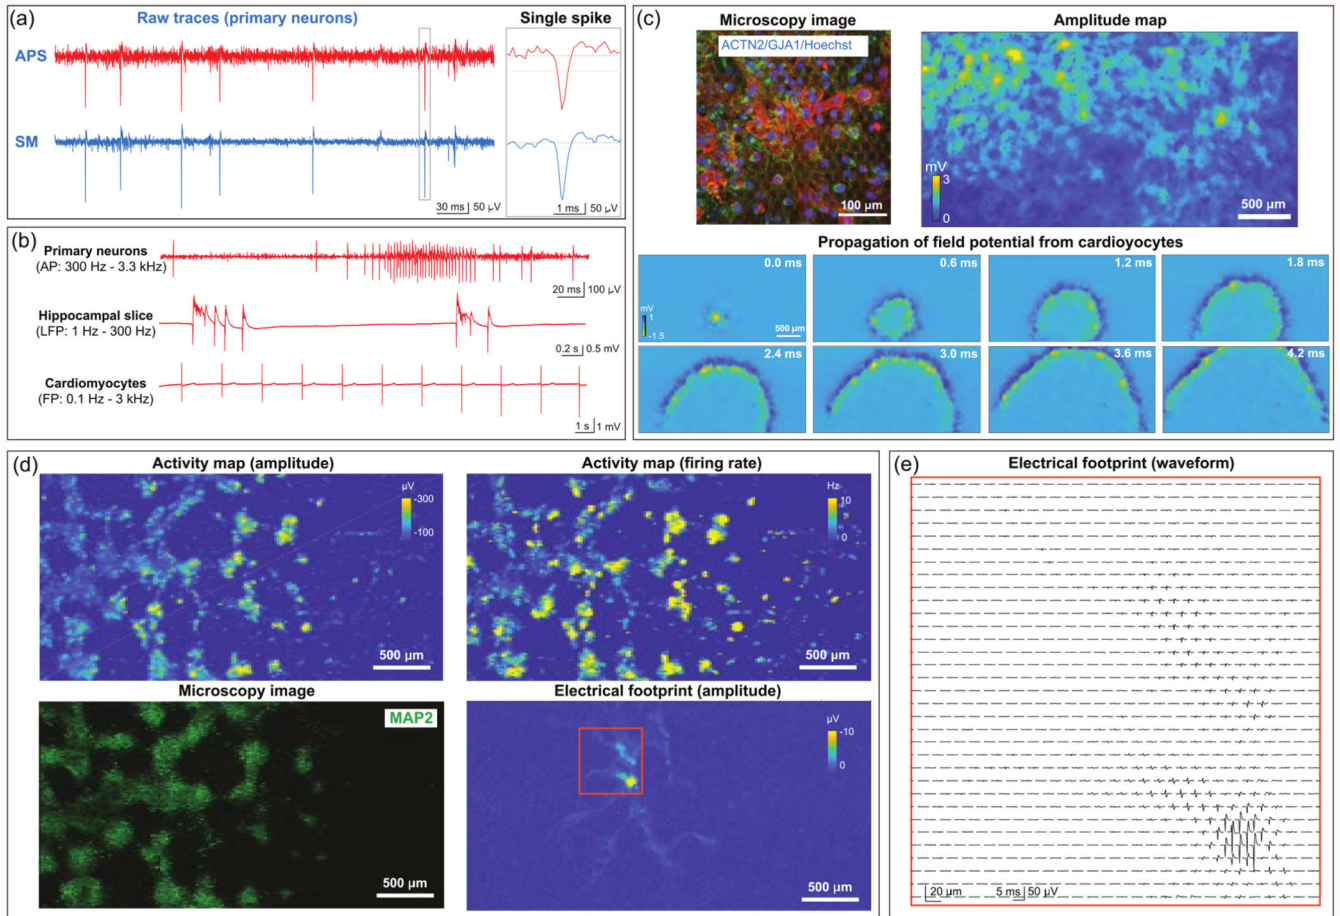 (a)
Raw traces (primary neurons)
Single spike
APS
SM
30 ms
50 µV
1 ms
50 µV
(b)
Primary neurons
(AP: 300 Hz - 3.3 kHz)
20 ms
100 µV
Hippocampal slice
(LFP: 1 Hz - 300 Hz)
0.2 s
0.5 mV
Cardiomyocytes
(FP: 0.1 Hz - 3 kHz)
1 s
1 mV
(c)
Microscopy image
Amplitude map
ACTN2/GJA1/Hoechst
100 µm
mV
3
0
500 µm
Propagation of field potential from cardioyocytes
0.0 ms
0.6 ms
1.2 ms
1.8 ms
mV
1
-1.5
500 µm
2.4 ms
3.0 ms
3.6 ms
4.2 ms
(d)
Activity map (amplitude)
Activity map (firing rate)
µV
-300
-100
500 µm
Hz
10
0
500 µm
Microscopy image
Electrical footprint (amplitude)
MAP2
500 µm
µV
-10
0
500 µm
(e)
Electrical footprint (waveform)
20 µm
5 ms
50 µV